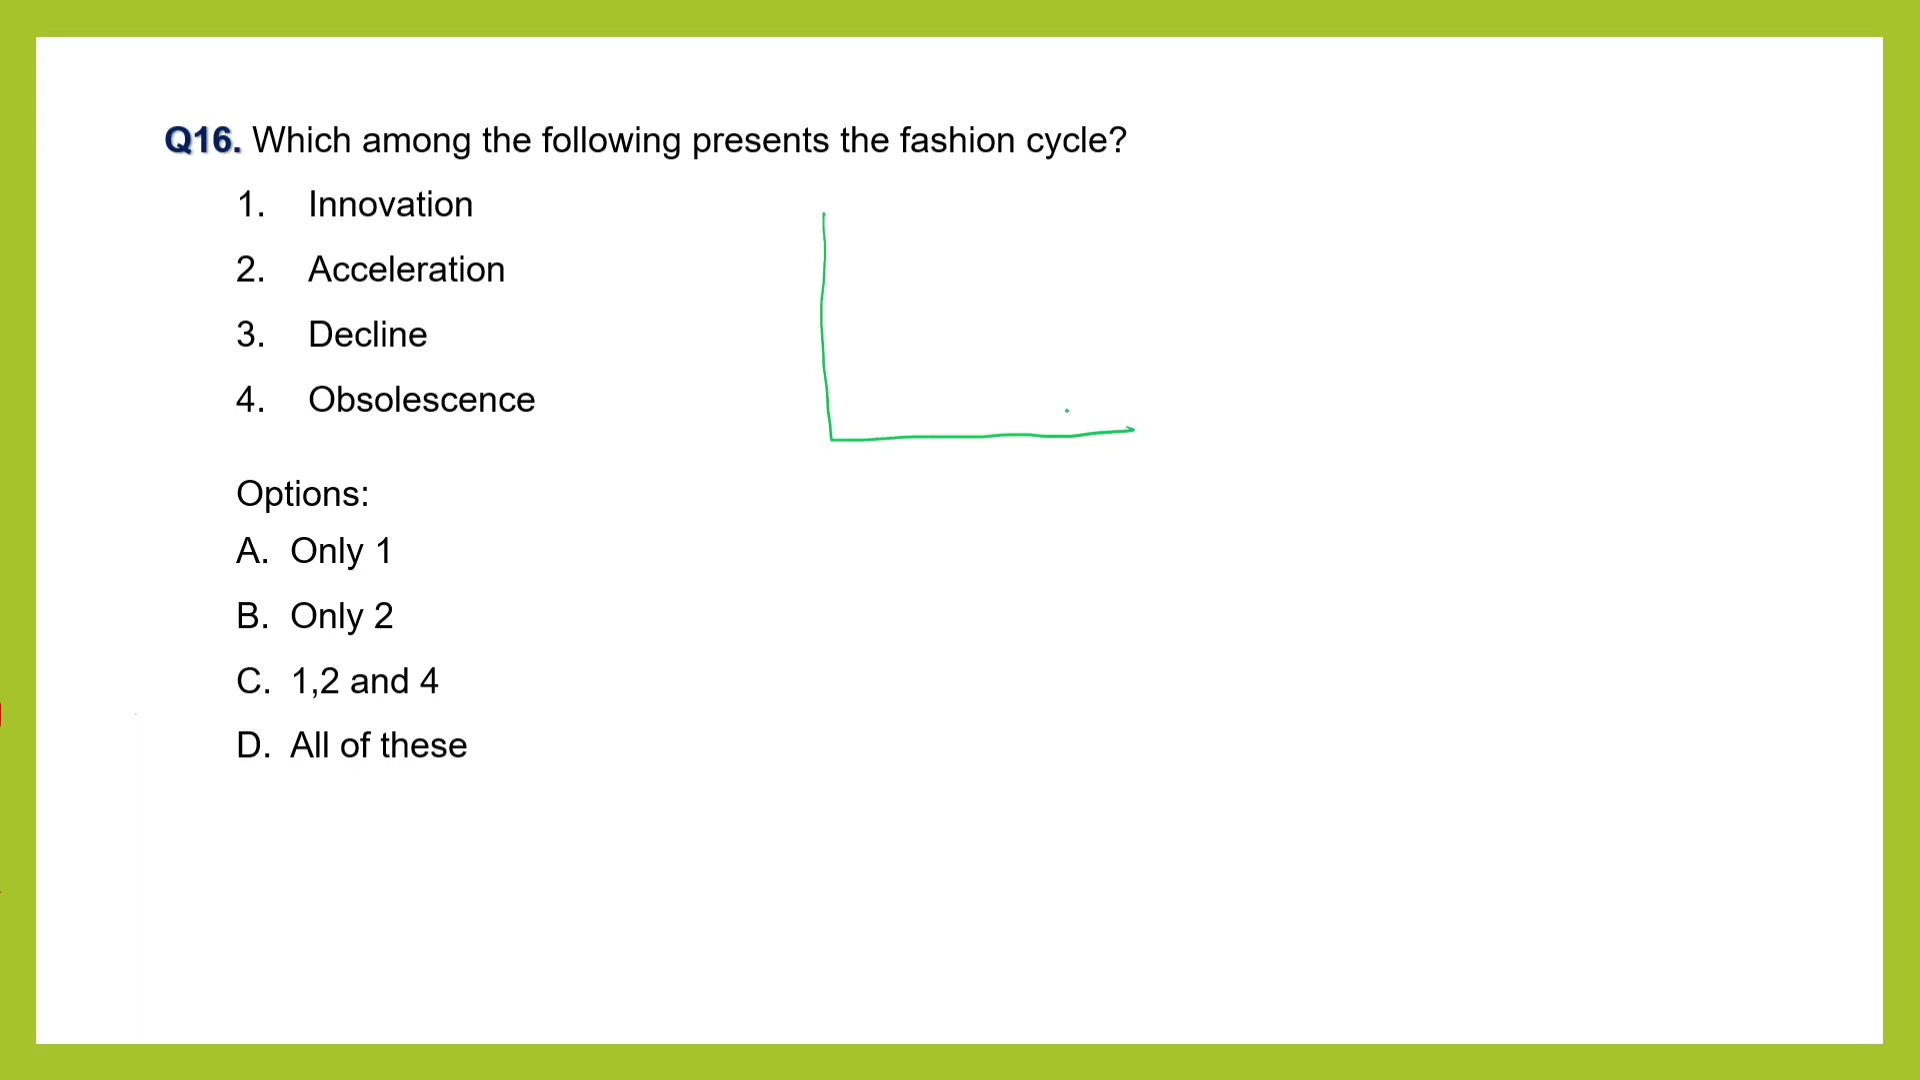 Q16. Which among the following presents the fashion cycle?
1. Innovation
2. Acceleration
3. Decline
4. Obsolescence
Options:
A. Only 1
B. Only 2
C. 1,2 and 4
D. All of these